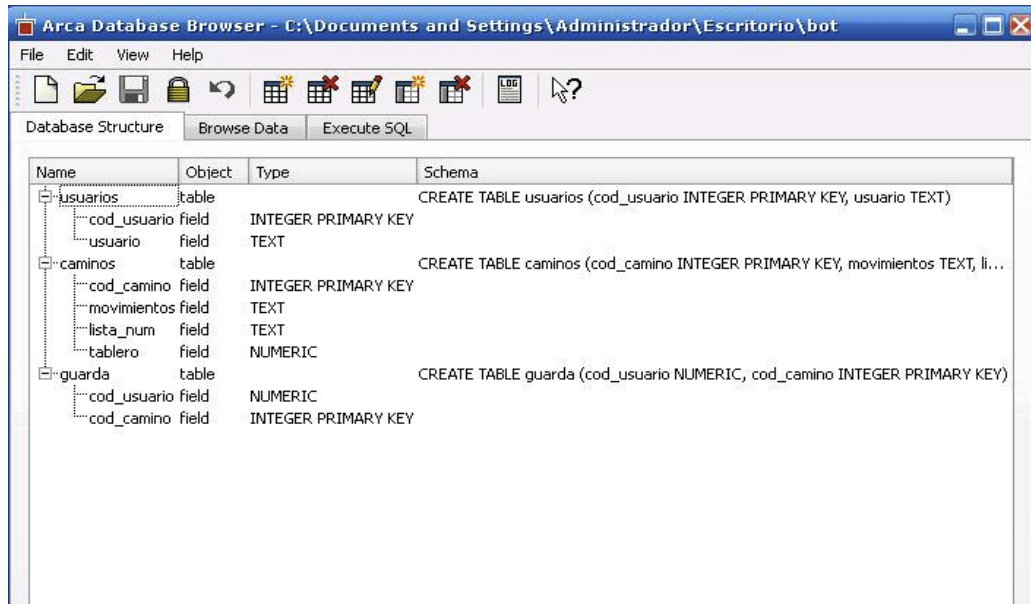 Arca Database Browser - C:\Documents and Settings\Administrador\Escritorio\bot
File Edit View Help
LOG
Database Structure Browse Data Execute SQL
Name Object Type Schema
usuarios table CREATE TABLE usuarios (cod_usuario INTEGER PRIMARY KEY, usuario TEXT)
cod_usuario field INTEGER PRIMARY KEY
usuario field TEXT
caminos table CREATE TABLE caminos (cod_camino INTEGER PRIMARY KEY, movimientos TEXT, li...
cod_camino field INTEGER PRIMARY KEY
movimientos field TEXT
lista_num field TEXT
tablero field NUMERIC
guarda table CREATE TABLE guarda (cod_usuario NUMERIC, cod_camino INTEGER PRIMARY KEY)
cod_usuario field NUMERIC
cod_camino field INTEGER PRIMARY KEY